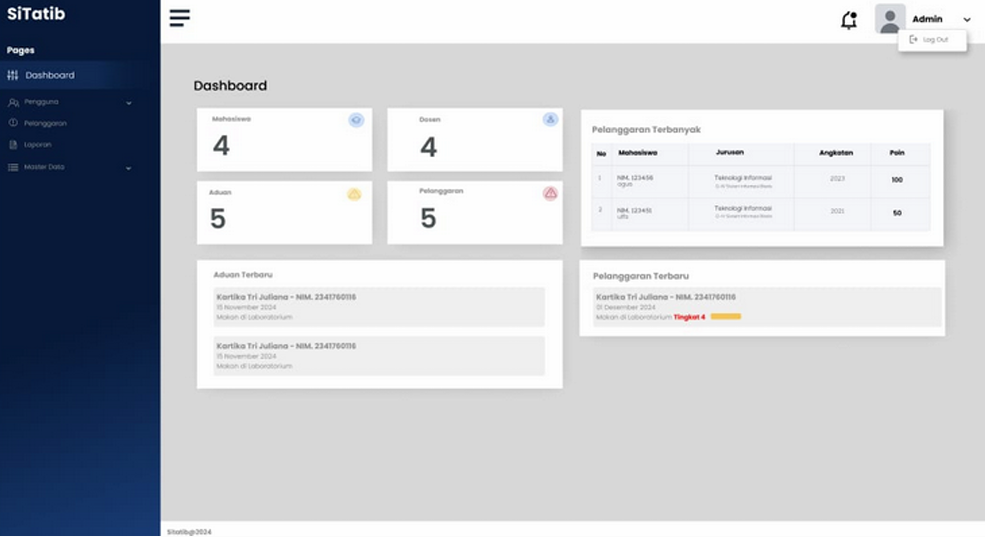 SiTatib
Admin
Log Out
Pages
Dashboard
Pengguna
Pelanggaran
Laporan
Master Data
Dashboard
Mahasiswa
4
Dosen
4
Aduan
5
Pelanggaran
5
Pelanggaran Terbanyak
No Mahasiswa Jurusan Angkatan Poin
1 NIM. 123456 Teknologi Informasi 2023 100
agus
2 NIM. 123451 Teknologi Informasi 2021 50
Aduan Terbaru
Kartika Tri Juliana - NIM. 2341760116
15 November 2024
Makan di Laboratorium
Kartika Tri Juliana - NIM. 2341760116
15 November 2024
Makan di Laboratorium
Pelanggaran Terbaru
Kartika Tri Juliana - NIM. 2341760116
01 Desember 2024
Makan di Laboratorium Tingkat 4
Sitatib@2024